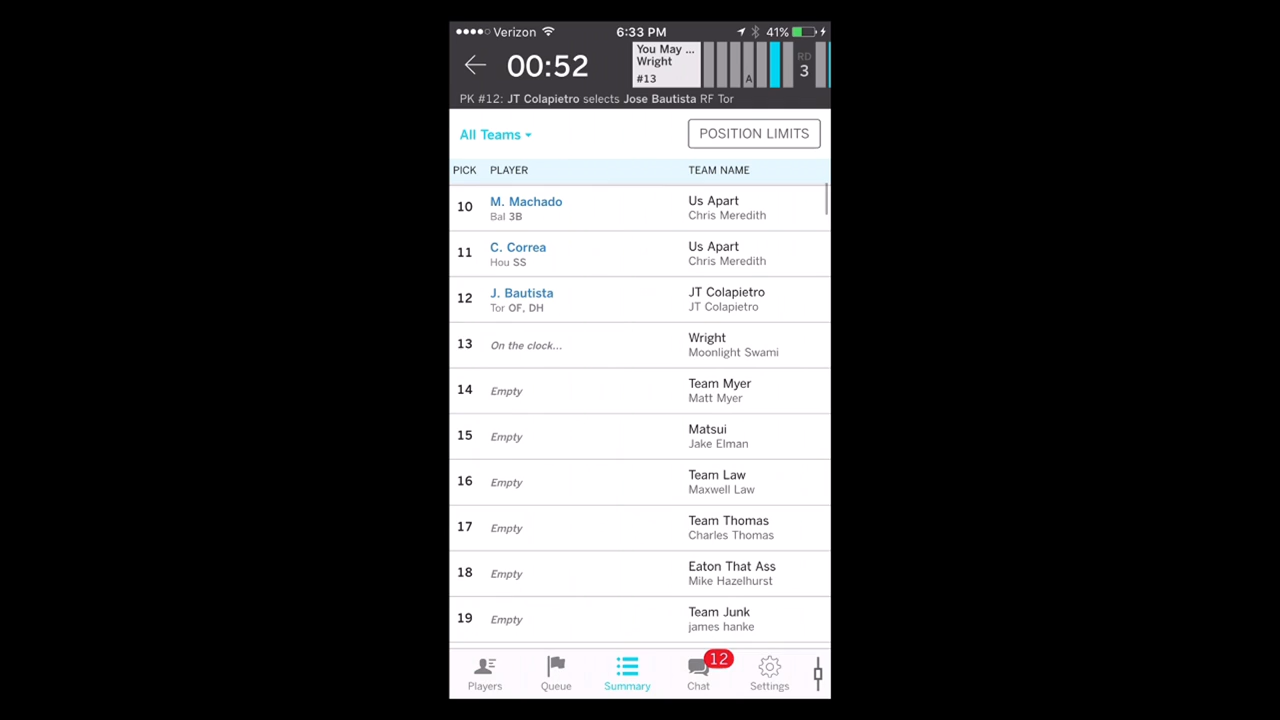 Verizon 6:33 PM 41%
00:52
You May ...
Wright
#13
A
RD
3
PK #12: JT Colapietro selects Jose Bautista RF Tor
All Teams
POSITION LIMITS
PICK PLAYER TEAM NAME
10 M. Machado Us Apart
Bal 3B Chris Meredith
11 C. Correa Us Apart
Hou SS Chris Meredith
12 J. Bautista JT Colapietro
Tor OF, DH JT Colapietro
13 On the clock... Wright
Moonlight Swami
14 Empty Team Myer
Matt Myer
15 Empty Matsui
Jake Elman
16 Empty Team Law
Maxwell Law
17 Empty Team Thomas
Charles Thomas
18 Empty Eaton That Ass
Mike Hazelhurst
19 Empty Team Junk
james hanke
12
Players Queue Summary Chat Settings